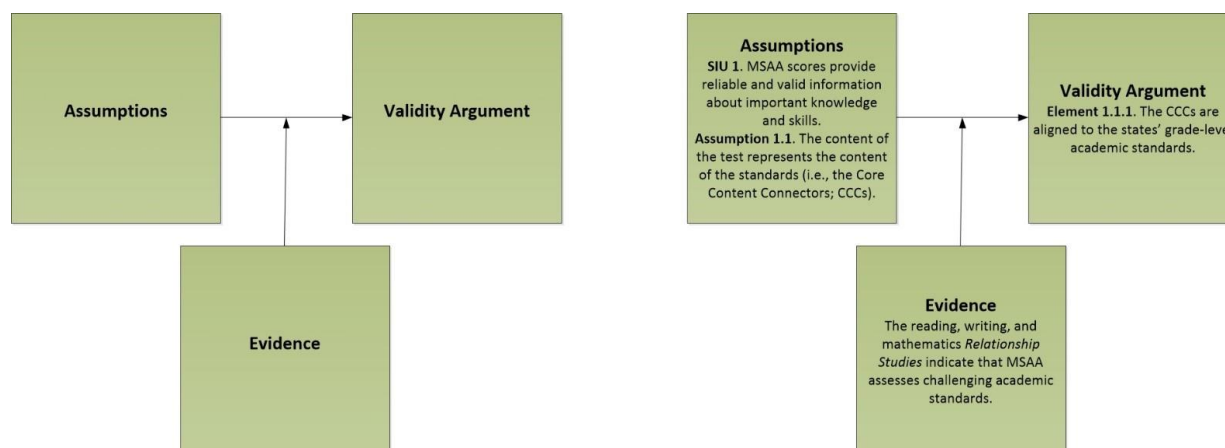 Assumptions
Validity Argument
Evidence
Assumptions
SIU 1. MSAA scores provide
reliable and valid information
about important knowledge
and skills.
Assumption 1.1. The content of
the test represents the content
of the standards (i.e., the Core
Content Connectors; CCCs).
Validity Argument
Element 1.1.1. The CCCs are
aligned to the states' grade-leve
academic standards.
Evidence
The reading, writing, and
mathematics Relationship
Studies indicate that MSAA
assesses challenging academic
standards.